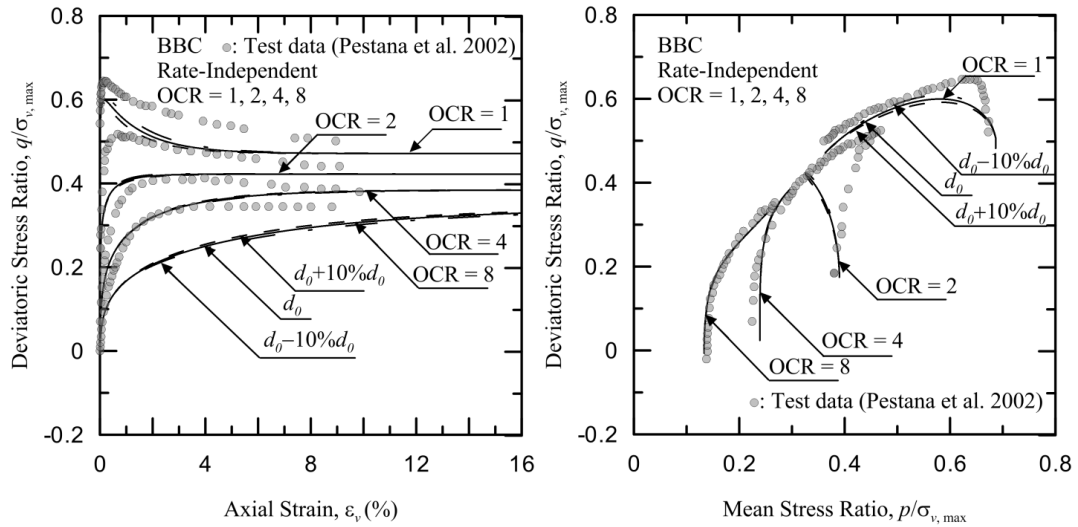 0.8
0.6
0.4
0.2
0
-0.2
Deviatoric Stress Ratio, q/σv, max
BBC : Test data (Pestana et al. 2002)
Rate-Independent
OCR = 1, 2, 4, 8
OCR = 2
OCR = 1
OCR = 4
OCR = 8
d0+10%d0
d0
d0−10%d0
0 4 8 12 16
Axial Strain, εv (%)
0.8
0.6
0.4
0.2
0
-0.2
Deviatoric Stress Ratio, q/σv, max
BBC
Rate-Independent
OCR = 1, 2, 4, 8
OCR = 1
d0−10%d0
d0
d0+10%d0
OCR = 2
OCR = 4
OCR = 8
: Test data (Pestana et al. 2002)
0 0.2 0.4 0.6 0.8
Mean Stress Ratio, p/σv, max